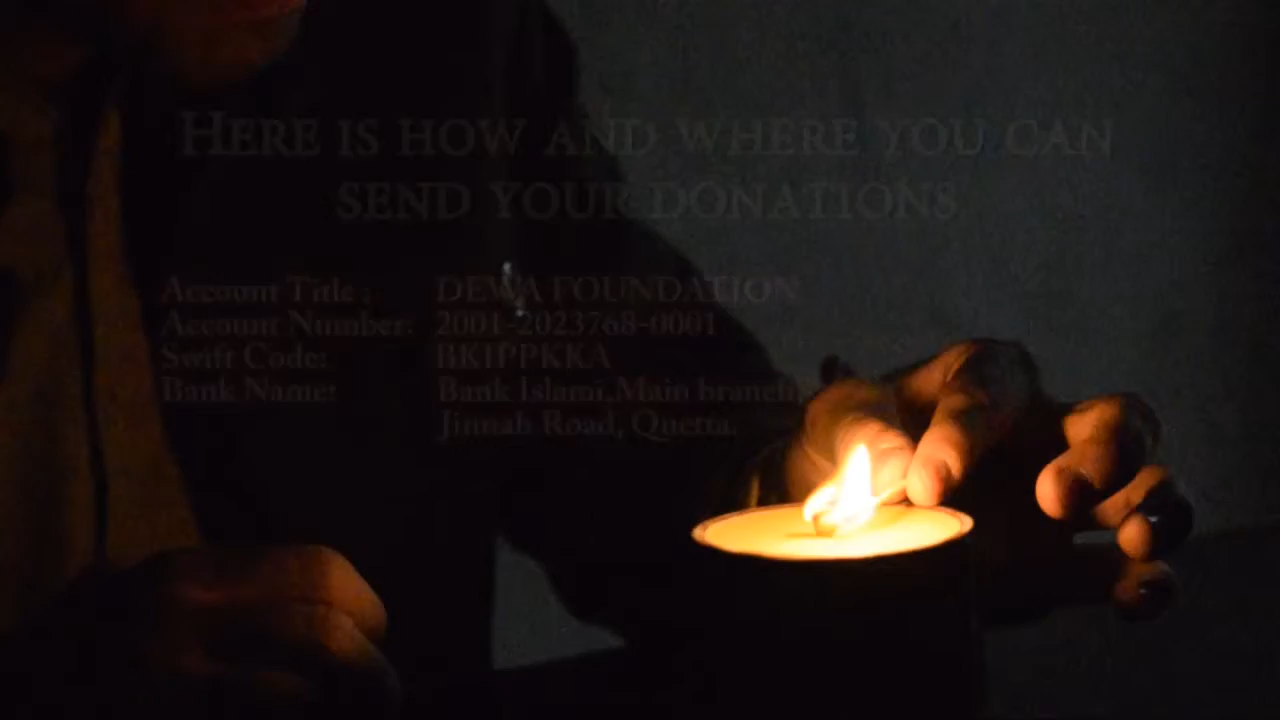 HERE IS HOW AND WHERE YOU CAN
SEND YOUR DONATIONS
Account Title : DEWA FOUNDATION
Account Number: 2001-2023768-0001
Swift Code: BKIPPKKA
Bank Name: Bank Islami,Main branch,
Jinnah Road, Quetta.